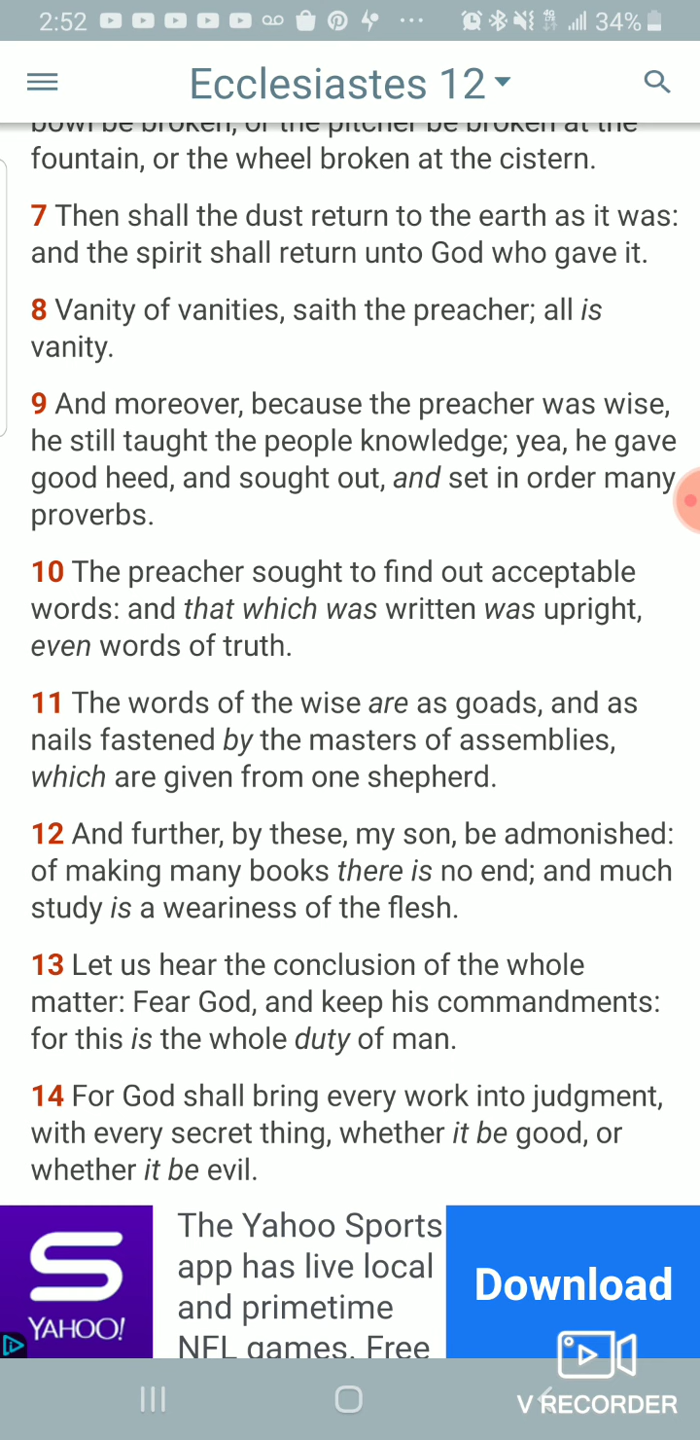 2:52 34%
Ecclesiastes 12
bowl be broken, or the pitcher be broken at the
fountain, or the wheel broken at the cistern.
7 Then shall the dust return to the earth as it was:
and the spirit shall return unto God who gave it.
8 Vanity of vanities, saith the preacher; all is
vanity.
9 And moreover, because the preacher was wise,
he still taught the people knowledge; yea, he gave
good heed, and sought out, and set in order many
proverbs.
10 The preacher sought to find out acceptable
words: and that which was written was upright,
even words of truth.
11 The words of the wise are as goads, and as
nails fastened by the masters of assemblies,
which are given from one shepherd.
12 And further, by these, my son, be admonished:
of making many books there is no end; and much
study is a weariness of the flesh.
13 Let us hear the conclusion of the whole
matter: Fear God, and keep his commandments:
for this is the whole duty of man.
14 For God shall bring every work into judgment,
with every secret thing, whether it be good, or
whether it be evil.
S
YAHOO!
The Yahoo Sports
app has live local
and primetime
NFL games. Free
Download
V RECORDER